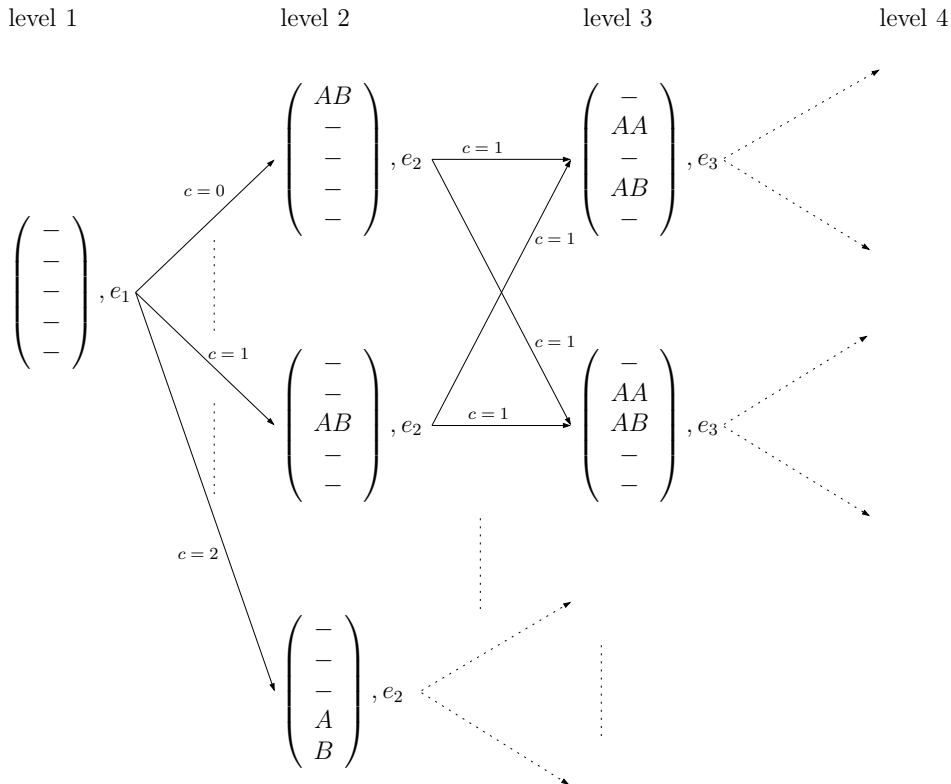 level 1 level 2 level 3 level 4
( − − − − − ) , e₁
c = 0
c = 1
c = 2
( AB − − − − ) , e₂
( − − AB − − ) , e₂
( − − − A B ) , e₂
c = 1
c = 1
c = 1
c = 1
( − AA − AB − ) , e₃
( − AA AB − − ) , e₃